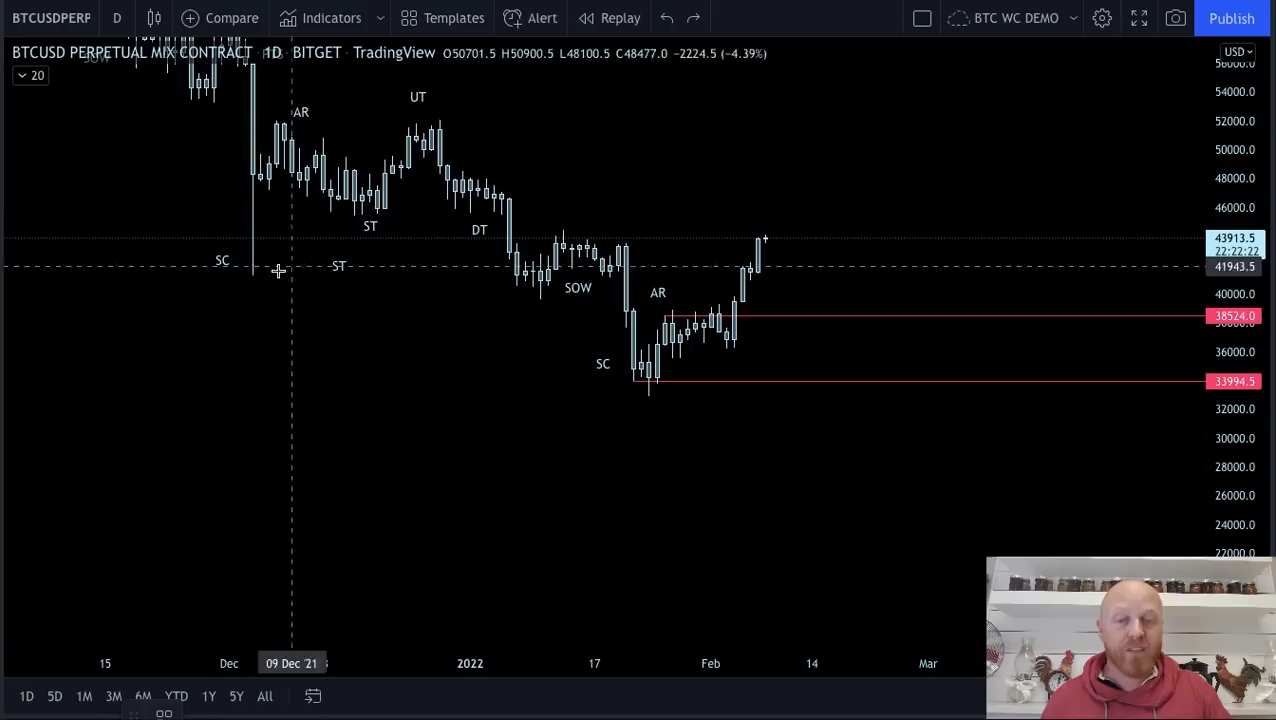 BTCUSDPERP D Compare Indicators Templates Alert Replay BTC WC DEMO Publish
BTCUSD PERPETUAL MIX CONTRACT 1D BITGET TradingView O50701.5 H50900.5 L48100.5 C48477.0 −2224.5 (−4.39%)
USD
SOW
56000.0
20
54000.0
UT
AR
52000.0
50000.0
48000.0
46000.0
ST
DT
43913.5
22:22:22
SC
ST
41943.5
SOW
AR
40000.0
38524.0
38000.0
36000.0
SC
33994.5
32000.0
30000.0
28000.0
26000.0
24000.0
22000.0
15 Dec 09 Dec '21 2022 17 Feb 14 Mar
1D 5D 1M 3M 6M YTD 1Y 5Y All